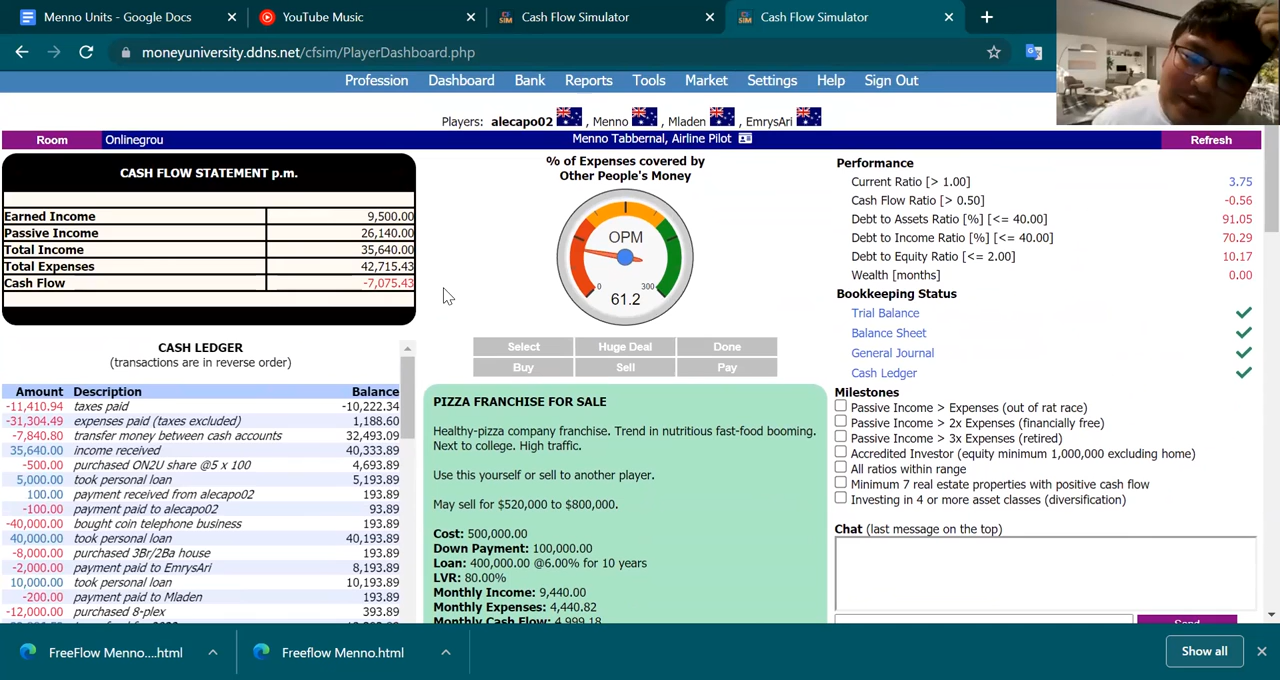 Menno Units - Google Docs
YouTube Music
Cash Flow Simulator
Cash Flow Simulator
moneyuniversity.ddns.net/cfsim/PlayerDashboard.php
Profession Dashboard Bank Reports Tools Market Settings Help Sign Out
Players: alecapo02 , Menno , Mladen , EmrysAri
Room Onlinegrou Menno Tabbernal, Airline Pilot Refresh
CASH FLOW STATEMENT p.m.
Earned Income 9,500.00
Passive Income 26,140.00
Total Income 35,640.00
Total Expenses 42,715.43
Cash Flow -7,075.43
CASH LEDGER
(transactions are in reverse order)
Amount Description Balance
-11,410.94 taxes paid -10,222.34
-31,304.49 expenses paid (taxes excluded) 1,188.60
-7,840.80 transfer money between cash accounts 32,493.09
35,640.00 income received 40,333.89
-500.00 purchased ON2U share @5 x 100 4,693.89
5,000.00 took personal loan 5,193.89
100.00 payment received from alecapo02 193.89
-100.00 payment paid to alecapo02 93.89
-40,000.00 bought coin telephone business 193.89
40,000.00 took personal loan 40,193.89
-8,000.00 purchased 3Br/2Ba house 193.89
-2,000.00 payment paid to EmrysAri 8,193.89
10,000.00 took personal loan 10,193.89
-200.00 payment paid to Mladen 193.89
-12,000.00 purchased 8-plex 393.89
% of Expenses covered by
Other People's Money
OPM
0 300
61.2
Select Huge Deal Done
Buy Sell Pay
PIZZA FRANCHISE FOR SALE
Healthy-pizza company franchise. Trend in nutritious fast-food booming.
Next to college. High traffic.
Use this yourself or sell to another player.
May sell for $520,000 to $800,000.
Cost: 500,000.00
Down Payment: 100,000.00
Loan: 400,000.00 @6.00% for 10 years
LVR: 80.00%
Monthly Income: 9,440.00
Monthly Expenses: 4,440.82
Monthly Cash Flow: 4,999.18
Performance
Current Ratio [> 1.00] 3.75
Cash Flow Ratio [> 0.50] -0.56
Debt to Assets Ratio [%] [<= 40.00] 91.05
Debt to Income Ratio [%] [<= 40.00] 70.29
Debt to Equity Ratio [<= 2.00] 10.17
Wealth [months] 0.00
Bookkeeping Status
Trial Balance
Balance Sheet
General Journal
Cash Ledger
Milestones
Passive Income > Expenses (out of rat race)
Passive Income > 2x Expenses (financially free)
Passive Income > 3x Expenses (retired)
Accredited Investor (equity minimum 1,000,000 excluding home)
All ratios within range
Minimum 7 real estate properties with positive cash flow
Investing in 4 or more asset classes (diversification)
Chat (last message on the top)
Send
FreeFlow Menno....html
Freeflow Menno.html
Show all